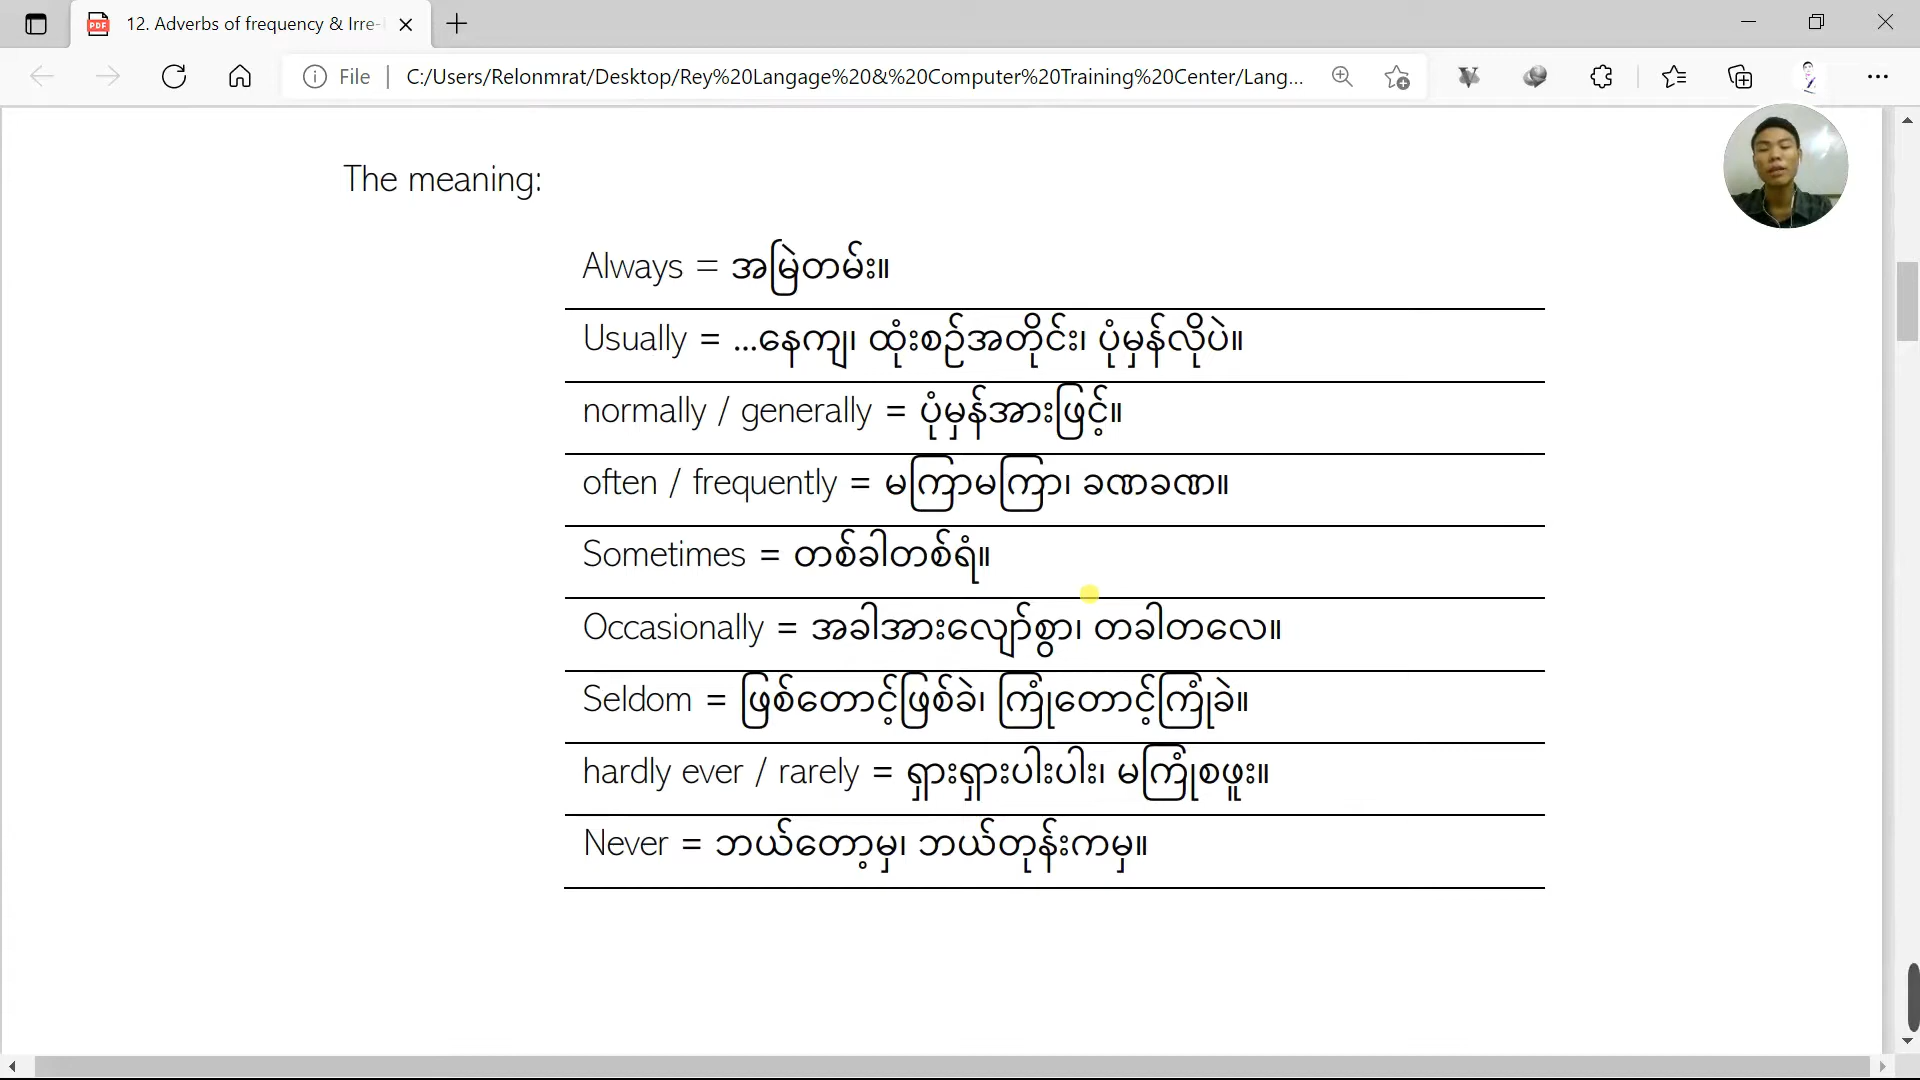 12. Adverbs of frequency & Irre-
File
C:/Users/Relonmrat/Desktop/Rey%20Langage%20&%20Computer%20Training%20Center/Lang...
The meaning:
Always = အမြဲတမ်း။
Usually = ...နေကျ၊ ထုံးစဉ်အတိုင်း၊ ပုံမှန်လိုပဲ။
normally / generally = ပုံမှန်အားဖြင့်။
often / frequently = မကြာမကြာ၊ ခဏခဏ။
Sometimes = တစ်ခါတစ်ရံ။
Occasionally = အခါအားလျော်စွာ၊ တခါတလေ။
Seldom = ဖြစ်တောင့်ဖြစ်ခဲ၊ ကြုံတောင့်ကြုံခဲ။
hardly ever / rarely = ရှားရှားပါးပါး၊ မကြုံစဖူး။
Never = ဘယ်တော့မှ၊ ဘယ်တုန်းကမှ။